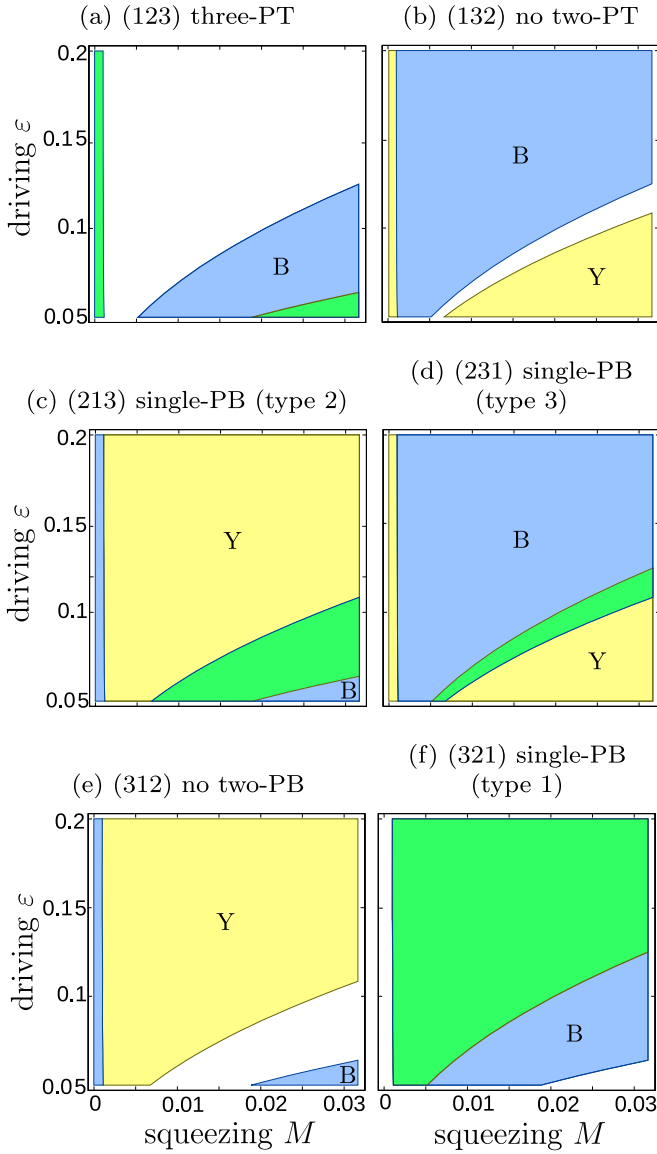 (a) (123) three-PT
(b) (132) no two-PT
driving ε
0.2
0.15
0.1
0.05
B
B
Y
(c) (213) single-PB (type 2)
(d) (231) single-PB
(type 3)
driving ε
0.2
0.15
0.1
0.05
Y
B
B
Y
(e) (312) no two-PB
(f) (321) single-PB
(type 1)
driving ε
0.2
0.15
0.1
0.05
Y
B
B
0 0.01 0.02 0.03
0 0.01 0.02 0.03
squeezing M
squeezing M